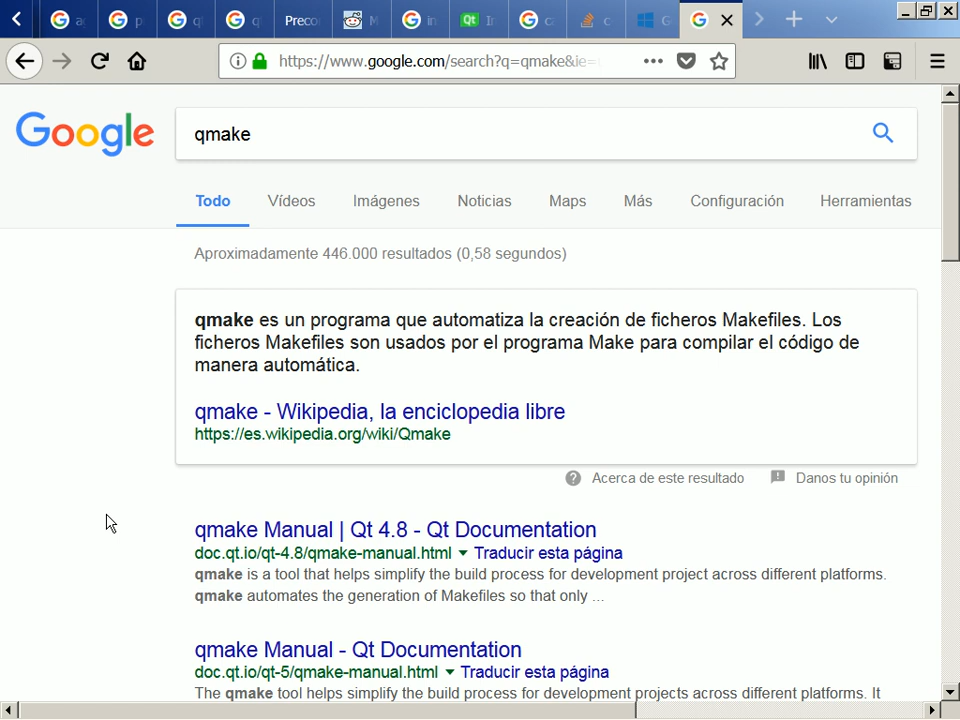 Preco
https://www.google.com/search?q=qmake&ie=
Google
qmake
Todo Vídeos Imágenes Noticias Maps Más Configuración Herramientas
Aproximadamente 446.000 resultados (0,58 segundos)
qmake es un programa que automatiza la creación de ficheros Makefiles. Los
ficheros Makefiles son usados por el programa Make para compilar el código de
manera automática.
qmake - Wikipedia, la enciclopedia libre
https://es.wikipedia.org/wiki/Qmake
Acerca de este resultado Danos tu opinión
qmake Manual | Qt 4.8 - Qt Documentation
doc.qt.io/qt-4.8/qmake-manual.html Traducir esta página
qmake is a tool that helps simplify the build process for development project across different platforms.
qmake automates the generation of Makefiles so that only ...
qmake Manual - Qt Documentation
doc.qt.io/qt-5/qmake-manual.html Traducir esta página
The qmake tool helps simplify the build process for development projects across different platforms. It